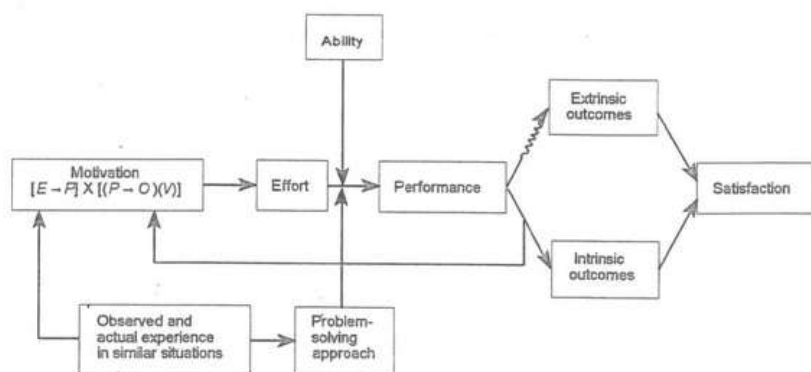 Ability
Extrinsic
outcomes
Motivation
[E → P] X [(P → O)(V)]
Effort
Performance
Satisfaction
Intrinsic
outcomes
Observed and
actual experience
in similar situations
Problem-
solving
approach